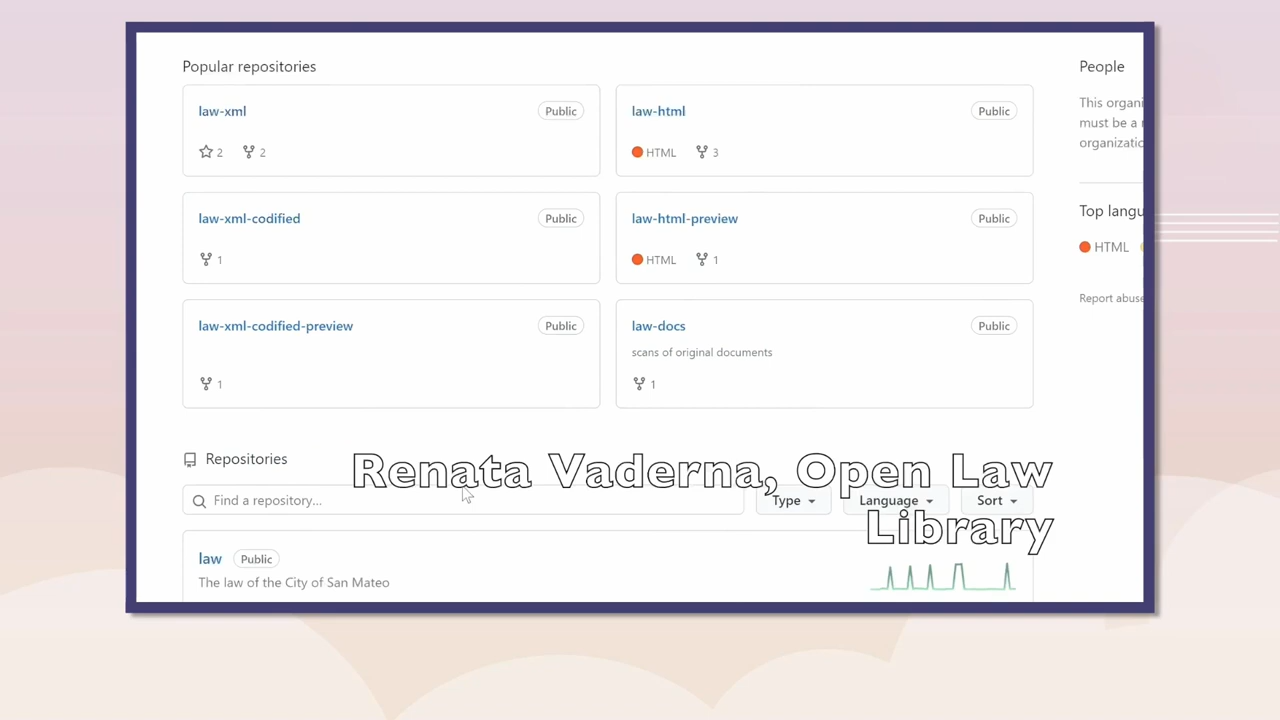 Popular repositories
People
law-xml
Public
2
2
law-html
Public
HTML
3
This organi
must be a
organizatio
law-xml-codified
Public
1
law-html-preview
Public
HTML
1
Top langu
HTML
Report abuse
law-xml-codified-preview
Public
1
law-docs
Public
scans of original documents
1
Repositories
Renata Vaderna, Open Law
Library
Find a repository...
Type
Language
Sort
law
Public
The law of the City of San Mateo